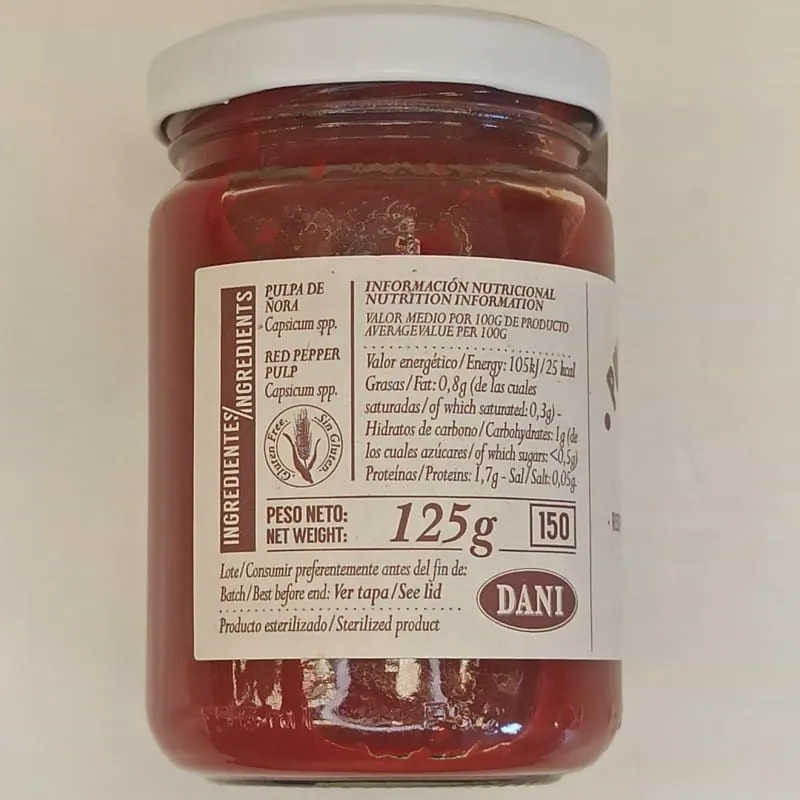 INGREDIENTES/INGREDIENTS
PULPA DE
ÑORA
Capsicum spp.
RED PEPPER
PULP
Capsicum spp.
Gluten Free. Sin Gluten.
INFORMACIÓN NUTRICIONAL
NUTRITION INFORMATION
VALOR MEDIO POR 100G DE PRODUCTO
AVERAGE VALUE PER 100G
Valor energético/Energy: 105kJ/25 kcal
Grasas/Fat: 0,8g (de las cuales
saturadas/of which saturated: 0,3g) -
Hidratos de carbono/Carbohydrates: 1g (de
los cuales azúcares/of which sugars: <0,5g)
Proteínas/Proteins: 1,7g - Sal/Salt: 0,05g
PESO NETO:
NET WEIGHT:
125g
150
Lote/Consumir preferentemente antes del fin de:
Batch/Best before end: Ver tapa/See lid
DANI
Producto esterilizado/Sterilized product